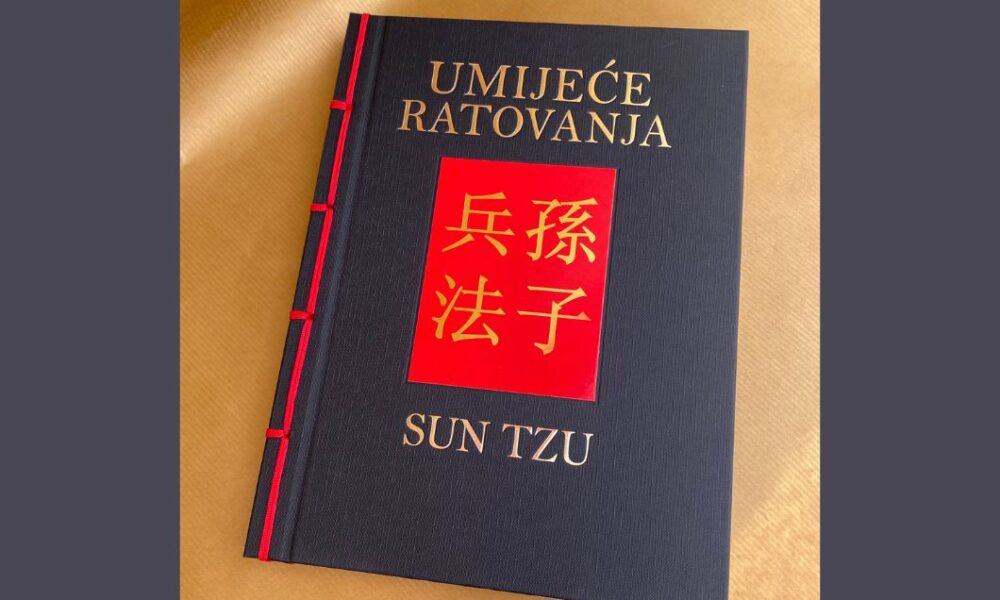 UMIJEĆE
RATOVANJA
孫子
兵法
SUN TZU